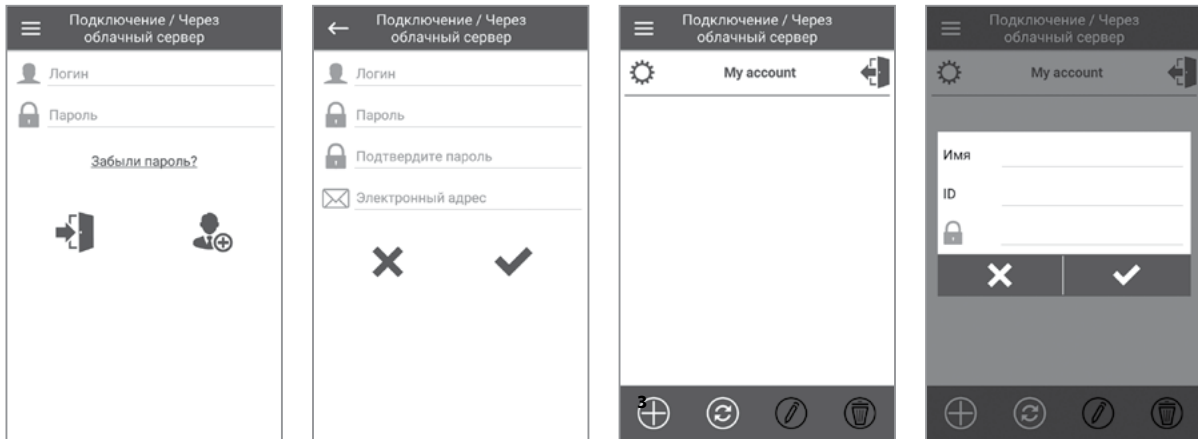 Подключение / Через
облачный сервер
Логин
Пароль
Забыли пароль?
Подключение / Через
облачный сервер
Логин
Пароль
Подтвердите пароль
Электронный адрес
Подключение / Через
облачный сервер
My account
3
Подключение / Через
облачный сервер
My account
Имя
ID